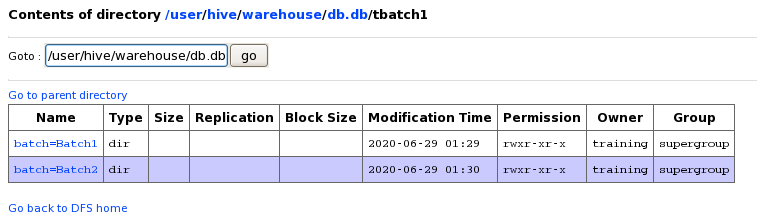 Contents of directory /user/hive/warehouse/db.db/tbatch1
Goto : /user/hive/warehouse/db.db go
Go to parent directory
Name Type Size Replication Block Size Modification Time Permission Owner Group
batch=Batch1 dir 2020-06-29 01:29 rwxr-xr-x training supergroup
batch=Batch2 dir 2020-06-29 01:30 rwxr-xr-x training supergroup
Go back to DFS home